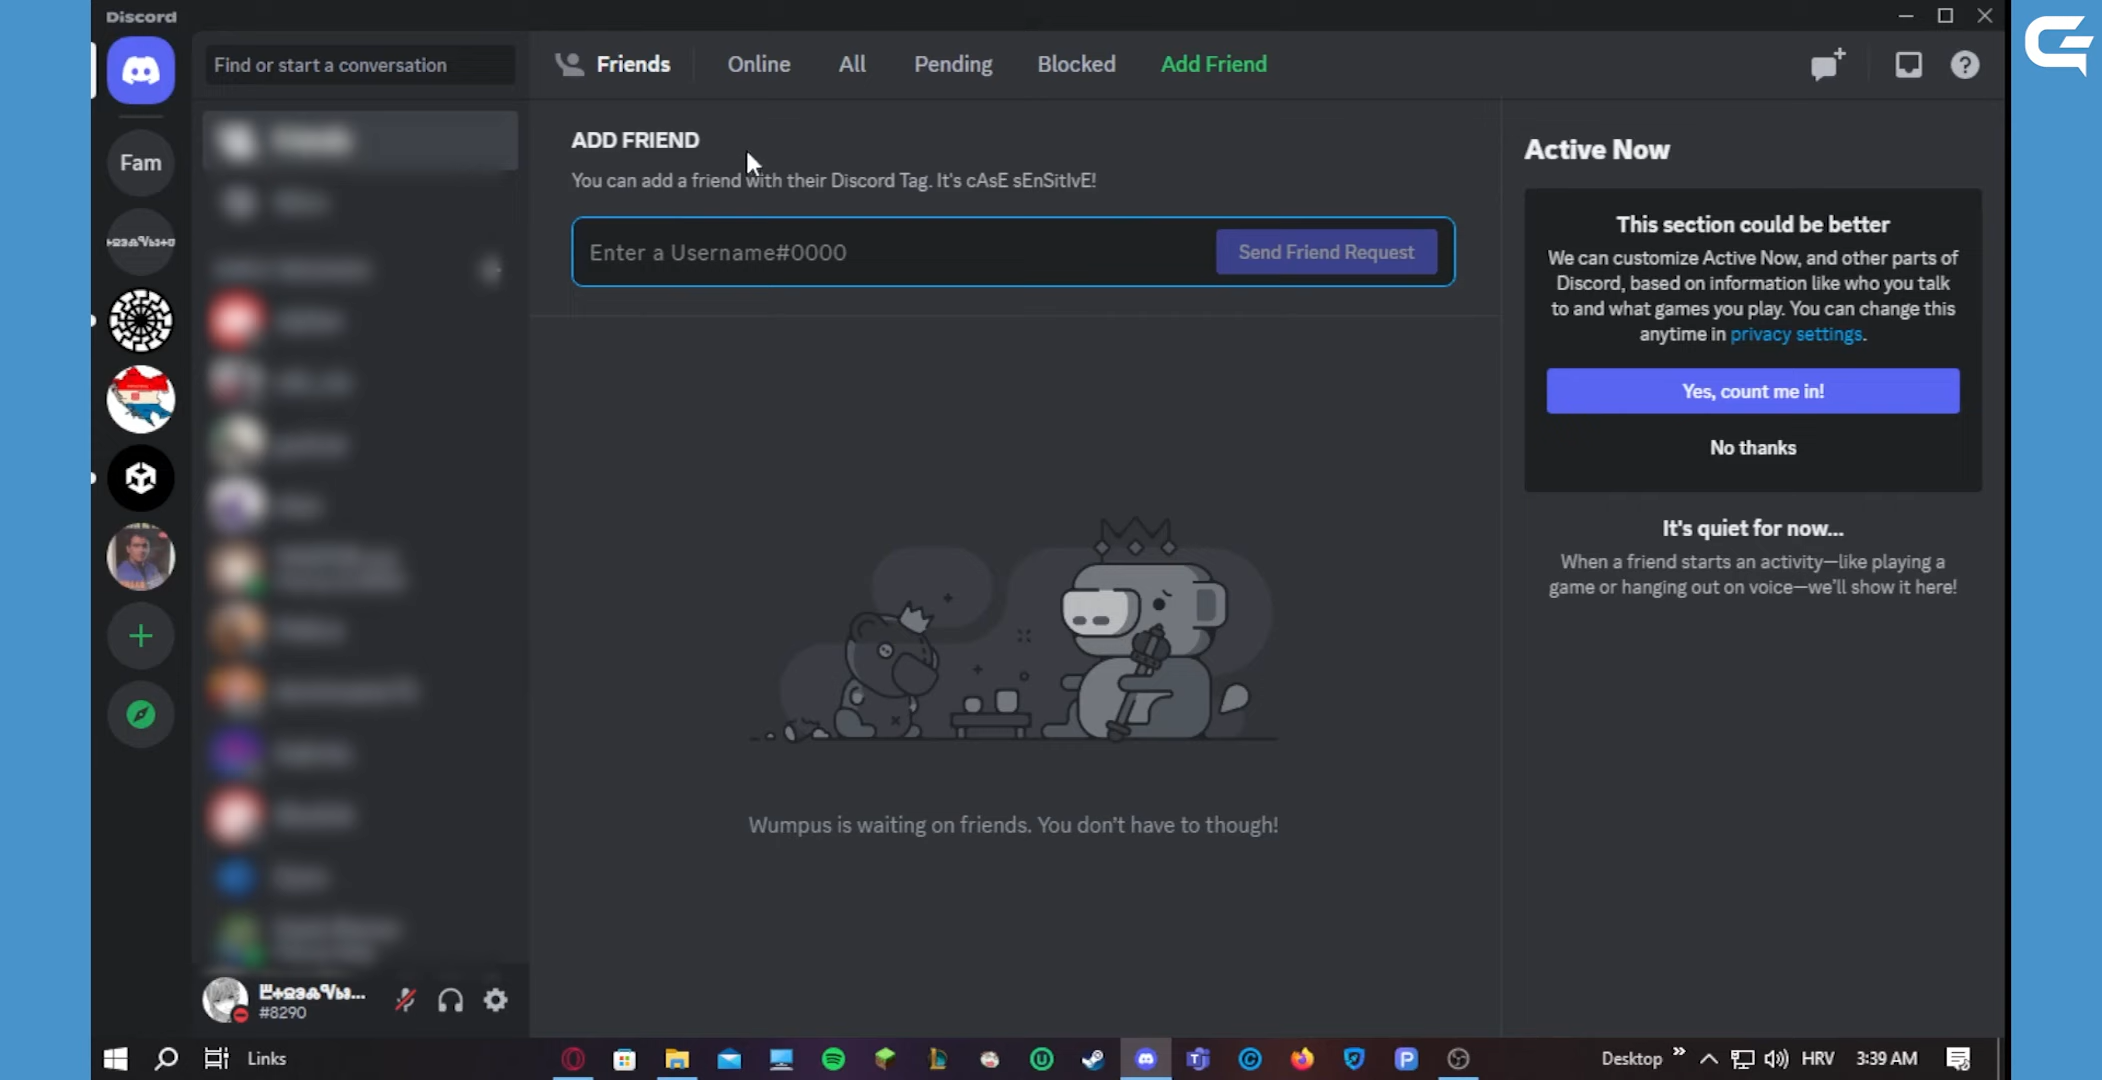 Discord
Find or start a conversation
Friends
Online
All
Pending
Blocked
Add Friend
Fam
ADD FRIEND
You can add a friend with their Discord Tag. It's cAsE sEnSitIvE!
Enter a Username#0000
Send Friend Request
Wumpus is waiting on friends. You don't have to though!
Active Now
This section could be better
We can customize Active Now, and other parts of
Discord, based on information like who you talk
to and what games you play. You can change this
anytime in privacy settings.
Yes, count me in!
No thanks
It's quiet for now...
When a friend starts an activity—like playing a
game or hanging out on voice—we'll show it here!
#8290
Links
Desktop
HRV
3:39 AM